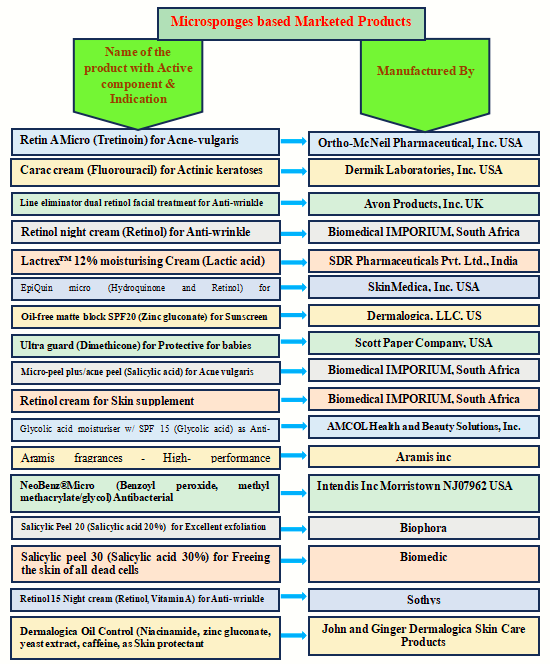 Microsponges based Marketed Products
Name of the
product with Active
component &
Indication
Manufactured By
Retin A Micro (Tretinoin) for Acne-vulgaris
Ortho-McNeil Pharmaceutical, Inc. USA
Carac cream (Fluorouracil) for Actinic keratoses
Dermik Laboratories, Inc. USA
Line eliminator dual retinol facial treatment for Anti-wrinkle
Avon Products, Inc. UK
Retinol night cream (Retinol) for Anti-wrinkle
Biomedical IMPORIUM, South Africa
Lactrex™ 12% moisturising Cream (Lactic acid)
SDR Pharmaceuticals Pvt. Ltd., India
EpiQuin micro (Hydroquinone and Retinol) for
SkinMedica, Inc. USA
Oil-free matte block SPF20 (Zinc gluconate) for Sunscreen
Dermalogica. LLC. US
Ultra guard (Dimethicone) for Protective for babies
Scott Paper Company, USA
Micro-peel plus/acne peel (Salicylic acid) for Acne vulgaris
Biomedical IMPORIUM, South Africa
Retinol cream for Skin supplement
Biomedical IMPORIUM, South Africa
Glycolic acid moisturiser w/ SPF 15 (Glycolic acid) as Anti-
AMCOL Health and Beauty Solutions, Inc.
Aramis fragrances - High- performance
Aramis inc
NeoBenz®Micro (Benzoyl peroxide, methyl
methacrylate/glycol) Antibacterial
Intendis Inc Morristown NJ07962 USA
Salicylic Peel 20 (Salicylic acid 20%) for Excellent exfoliation
Biophora
Salicylic peel 30 (Salicylic acid 30%) for Freeing
the skin of all dead cells
Biomedic
Retinol 15 Night cream (Retinol, Vitamin A) for Anti-wrinkle
Sothys
Dermalogica Oil Control (Niacinamide, zinc gluconate,
yeast extract, caffeine, as Skin protectant
John and Ginger Dermalogica Skin Care
Products